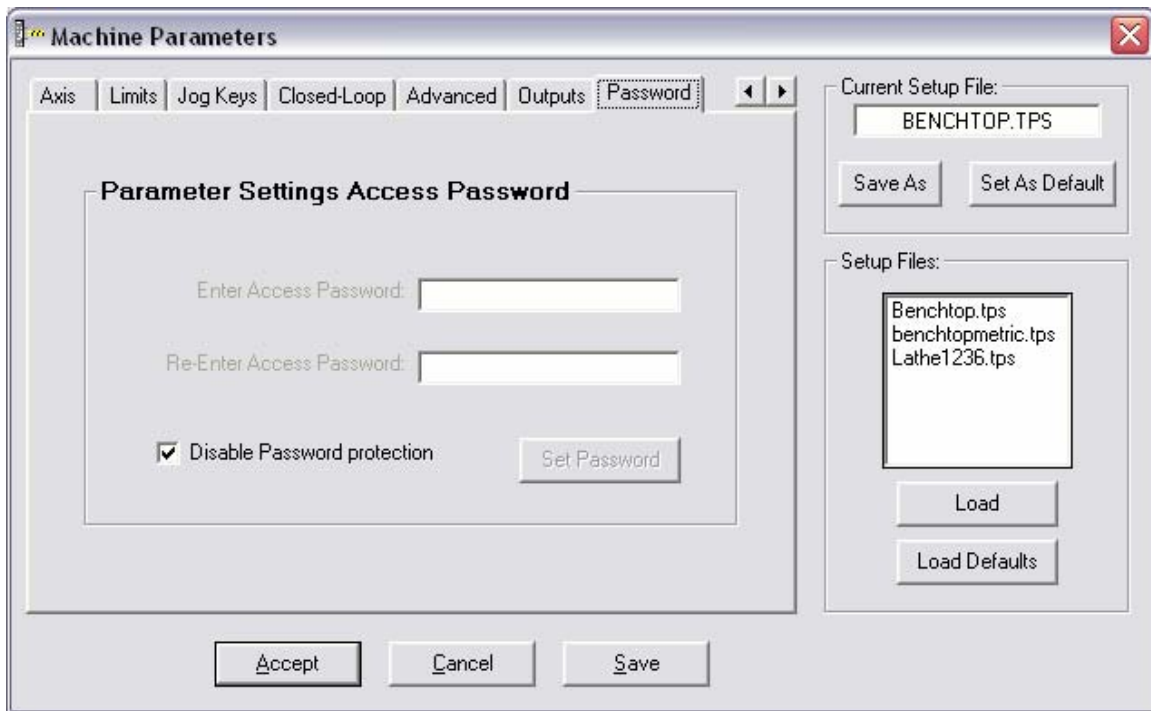 Machine Parameters
Axis
Limits
Jog Keys
Closed-Loop
Advanced
Outputs
Password
Parameter Settings Access Password
Enter Access Password:
Re-Enter Access Password:
Disable Password protection
Set Password
Current Setup File:
BENCHTOP.TPS
Save As
Set As Default
Setup Files:
Benchtop.tps
benchtopmetric.tps
Lathe1236.tps
Load
Load Defaults
Accept
Cancel
Save